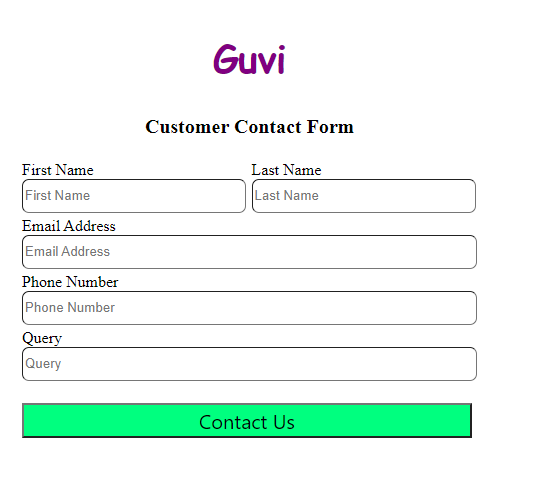 Guvi
Customer Contact Form
First Name Last Name
First Name Last Name
Email Address
Email Address
Phone Number
Phone Number
Query
Query
Contact Us